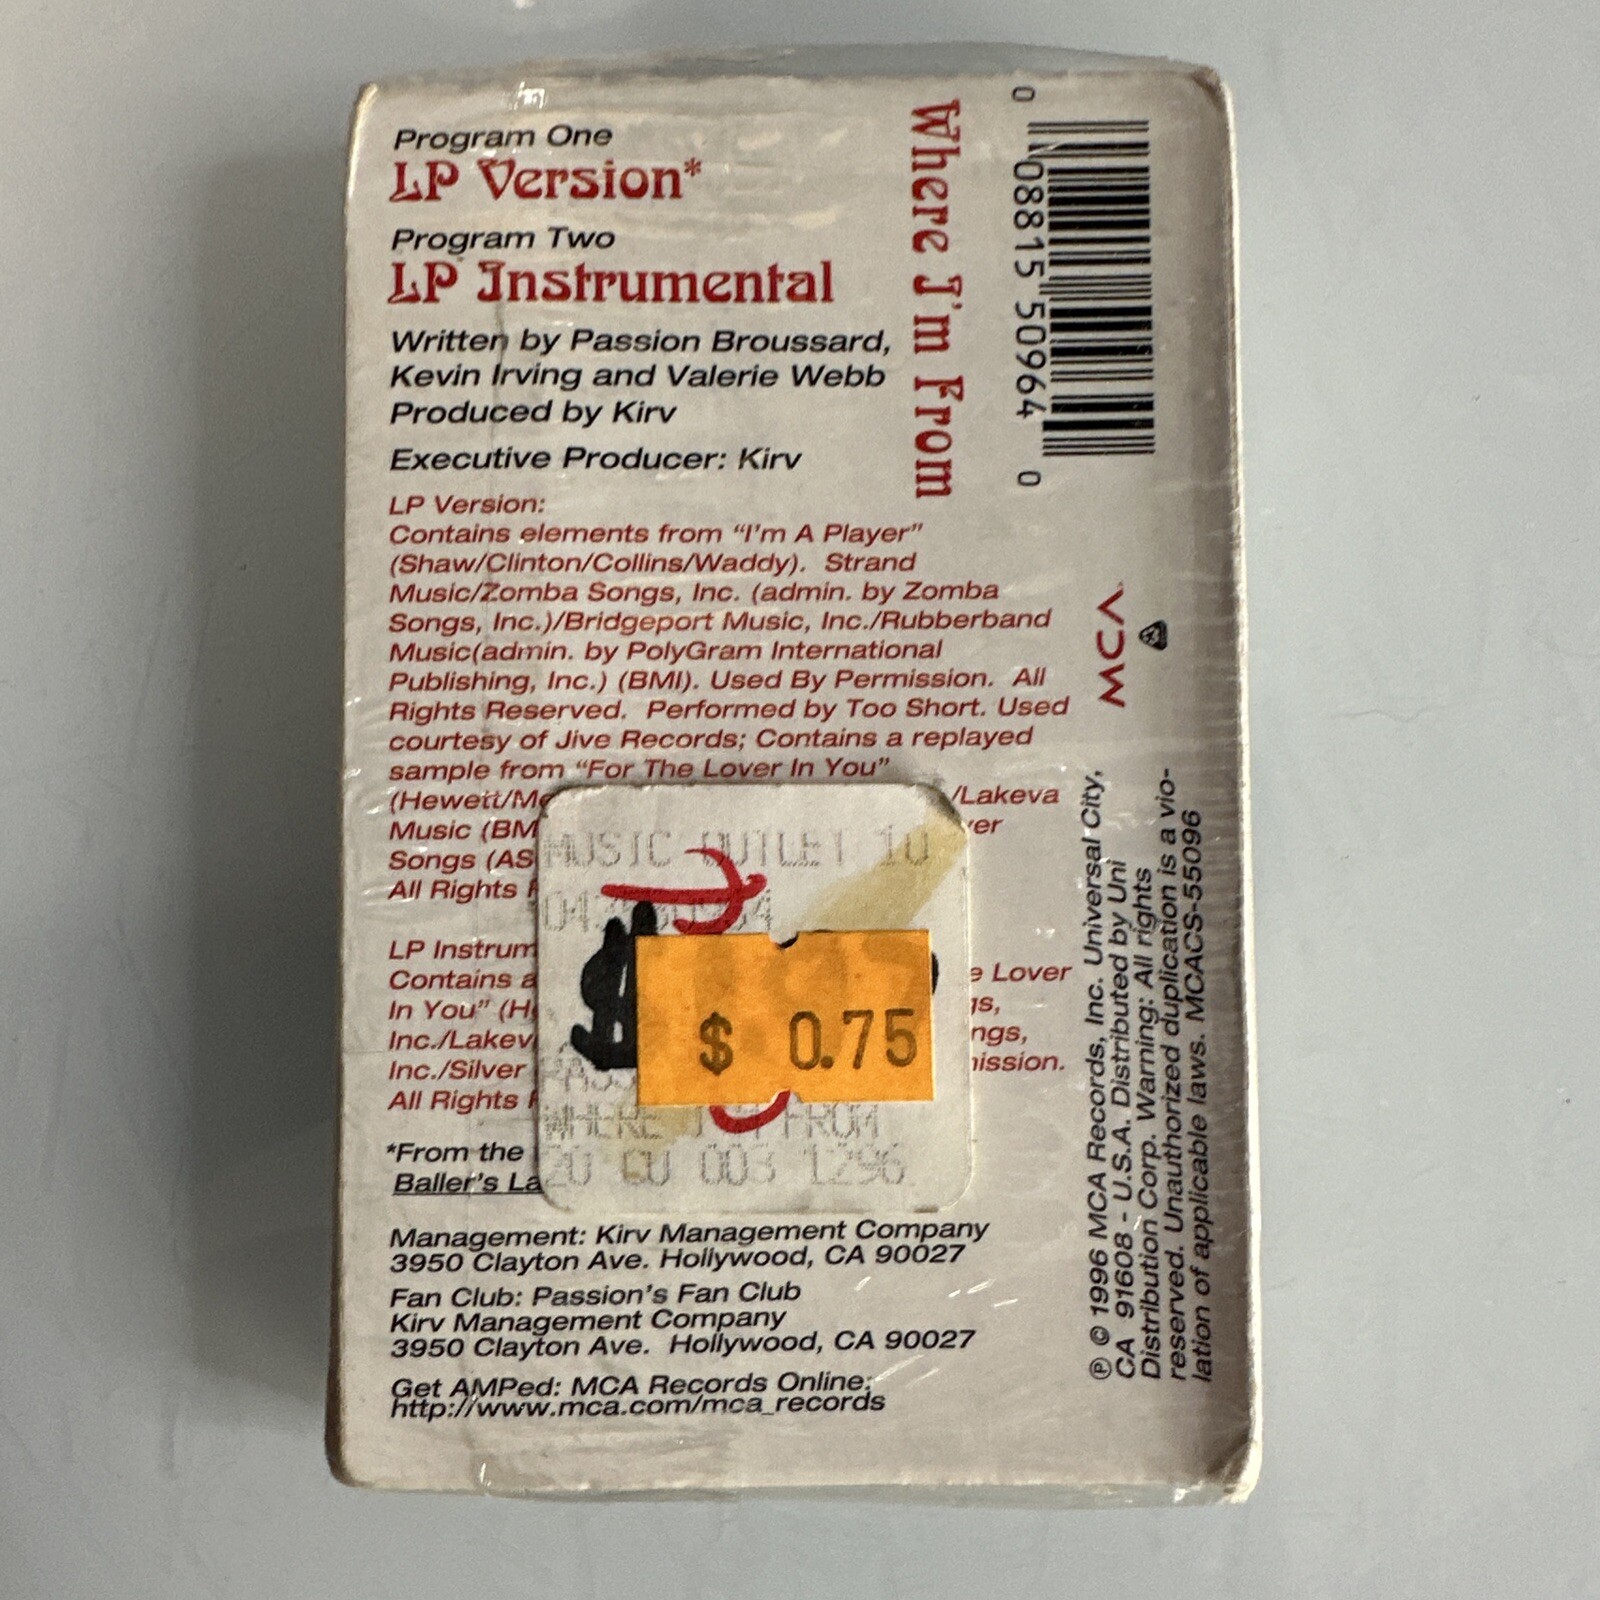 Program One
LP Version*
Program Two
LP Instrumental
Written by Passion Broussard,
Kevin Irving and Valerie Webb
Produced by Kirv
Executive Producer: Kirv
LP Version:
Contains elements from "I'm A Player"
(Shaw/Clinton/Collins/Waddy). Strand
Music/Zomba Songs, Inc. (admin. by Zomba
Songs, Inc.)/Bridgeport Music, Inc./Rubberband
Music(admin. by PolyGram International
Publishing, Inc.) (BMI). Used By Permission. All
Rights Reserved. Performed by Too Short. Used
courtesy of Jive Records; Contains a replayed
sample from "For The Lover In You"
(Hewett/ /Lakeva
Music
Songs
All Rights
LP
Contains a Lover
In You"
Inc./
Inc./Silver
All Rights
*From the
Baller's
MUSIC OUTLET 10
$ 0.75
WHERE I'M FROM
20 CU 003 1296
Management: Kirv Management Company
3950 Clayton Ave. Hollywood, CA 90027
Fan Club: Passion's Fan Club
Kirv Management Company
3950 Clayton Ave. Hollywood, CA 90027
Get AMPed: MCA Records Online:
http://www.mca.com/mca_records
Where I'm From
0 08815 50964 0
MCA
℗ © 1996 MCA Records, Inc. Universal City,
CA 91608 - U.S.A. Distributed by Uni
Distribution Corp. Warning: All rights
reserved. Unauthorized duplication is a vio-
lation of applicable laws. MCACS-55096